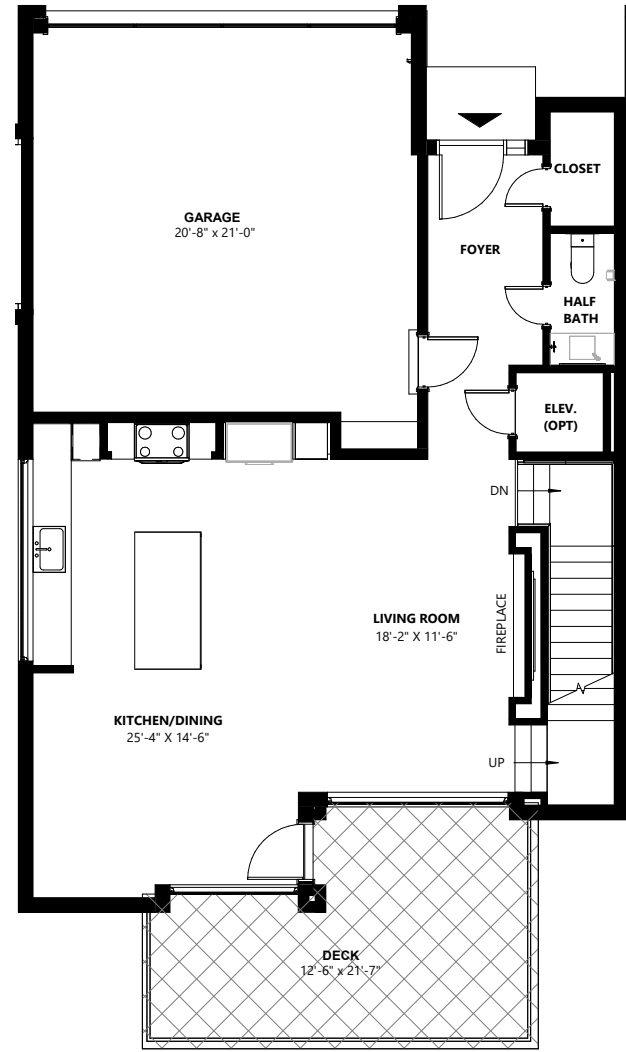 CLOSET
GARAGE
20'-8" x 21'-0"
FOYER
HALF
BATH
ELEV.
(OPT)
DN
FIREPLACE
LIVING ROOM
18'-2" X 11'-6"
KITCHEN/DINING
25'-4" X 14'-6"
UP
DECK
12'-6" x 21'-7"